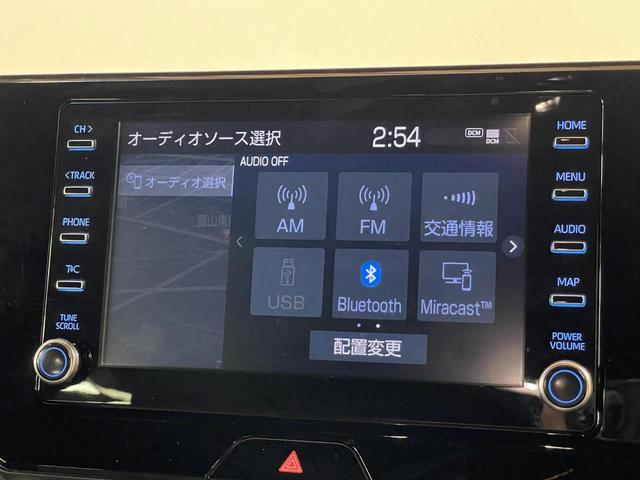 CH >
< TRACK
PHONE
T&C
TUNE
SCROLL
オーディオソース選択
2:54
DCM
DCM
AUDIO OFF
オーディオ選択
AM
FM
交通情報
USB
Bluetooth
Miracast™
配置変更
HOME
MENU
AUDIO
MAP
POWER
VOLUME